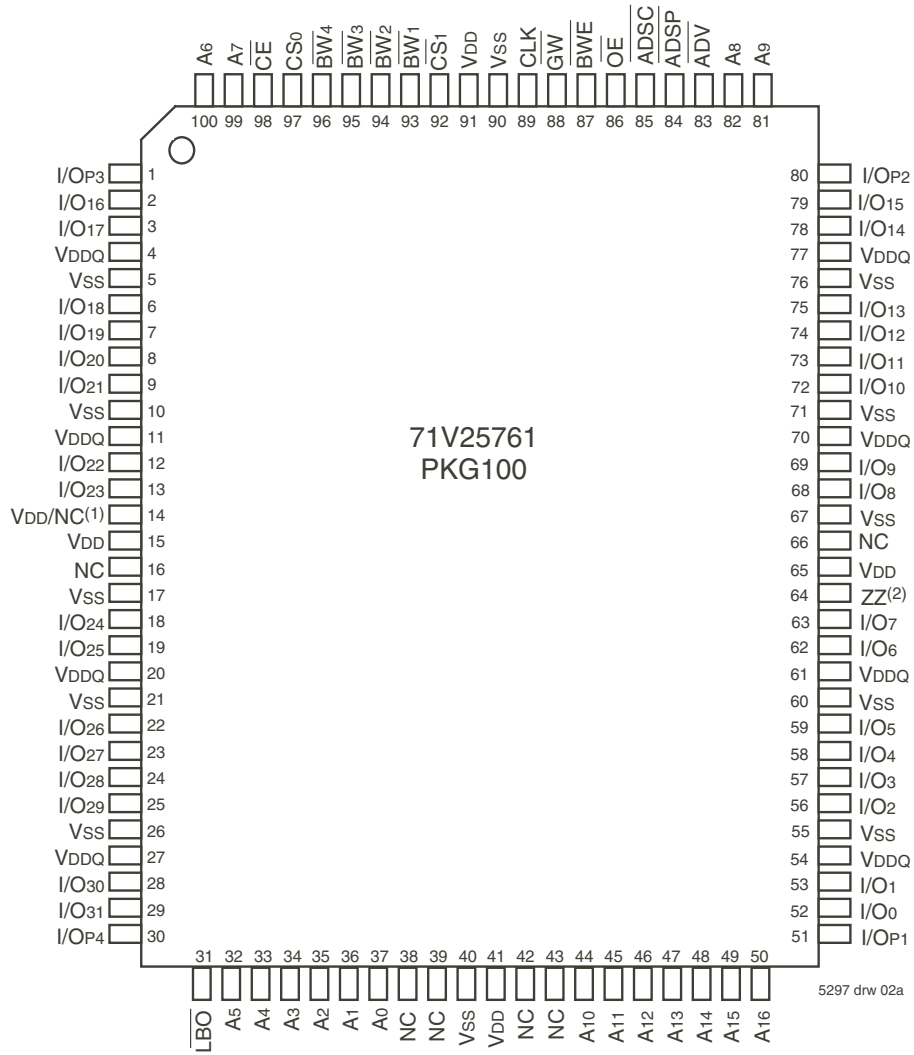 A6 A7 CE CS0 BW4 BW3 BW2 BW1 CS1 VDD VSS CLK GW BWE OE ADSC ADSP ADV A8 A9
100 99 98 97 96 95 94 93 92 91 90 89 88 87 86 85 84 83 82 81
I/OP3 1 80 I/OP2
I/O16 2 79 I/O15
I/O17 3 78 I/O14
VDDQ 4 77 VDDQ
VSS 5 76 VSS
I/O18 6 75 I/O13
I/O19 7 74 I/O12
I/O20 8 73 I/O11
I/O21 9 72 I/O10
VSS 10 71 VSS
VDDQ 11 70 VDDQ
I/O22 12 69 I/O9
I/O23 13 68 I/O8
VDD/NC(1) 14 67 VSS
VDD 15 66 NC
NC 16 65 VDD
VSS 17 64 ZZ(2)
I/O24 18 63 I/O7
I/O25 19 62 I/O6
VDDQ 20 61 VDDQ
VSS 21 60 VSS
I/O26 22 59 I/O5
I/O27 23 58 I/O4
I/O28 24 57 I/O3
I/O29 25 56 I/O2
VSS 26 55 VSS
VDDQ 27 54 VDDQ
I/O30 28 53 I/O1
I/O31 29 52 I/O0
I/OP4 30 51 I/OP1
71V25761
PKG100
31 32 33 34 35 36 37 38 39 40 41 42 43 44 45 46 47 48 49 50
LBO A5 A4 A3 A2 A1 A0 NC NC VSS VDD NC NC A10 A11 A12 A13 A14 A15 A16
5297 drw 02a